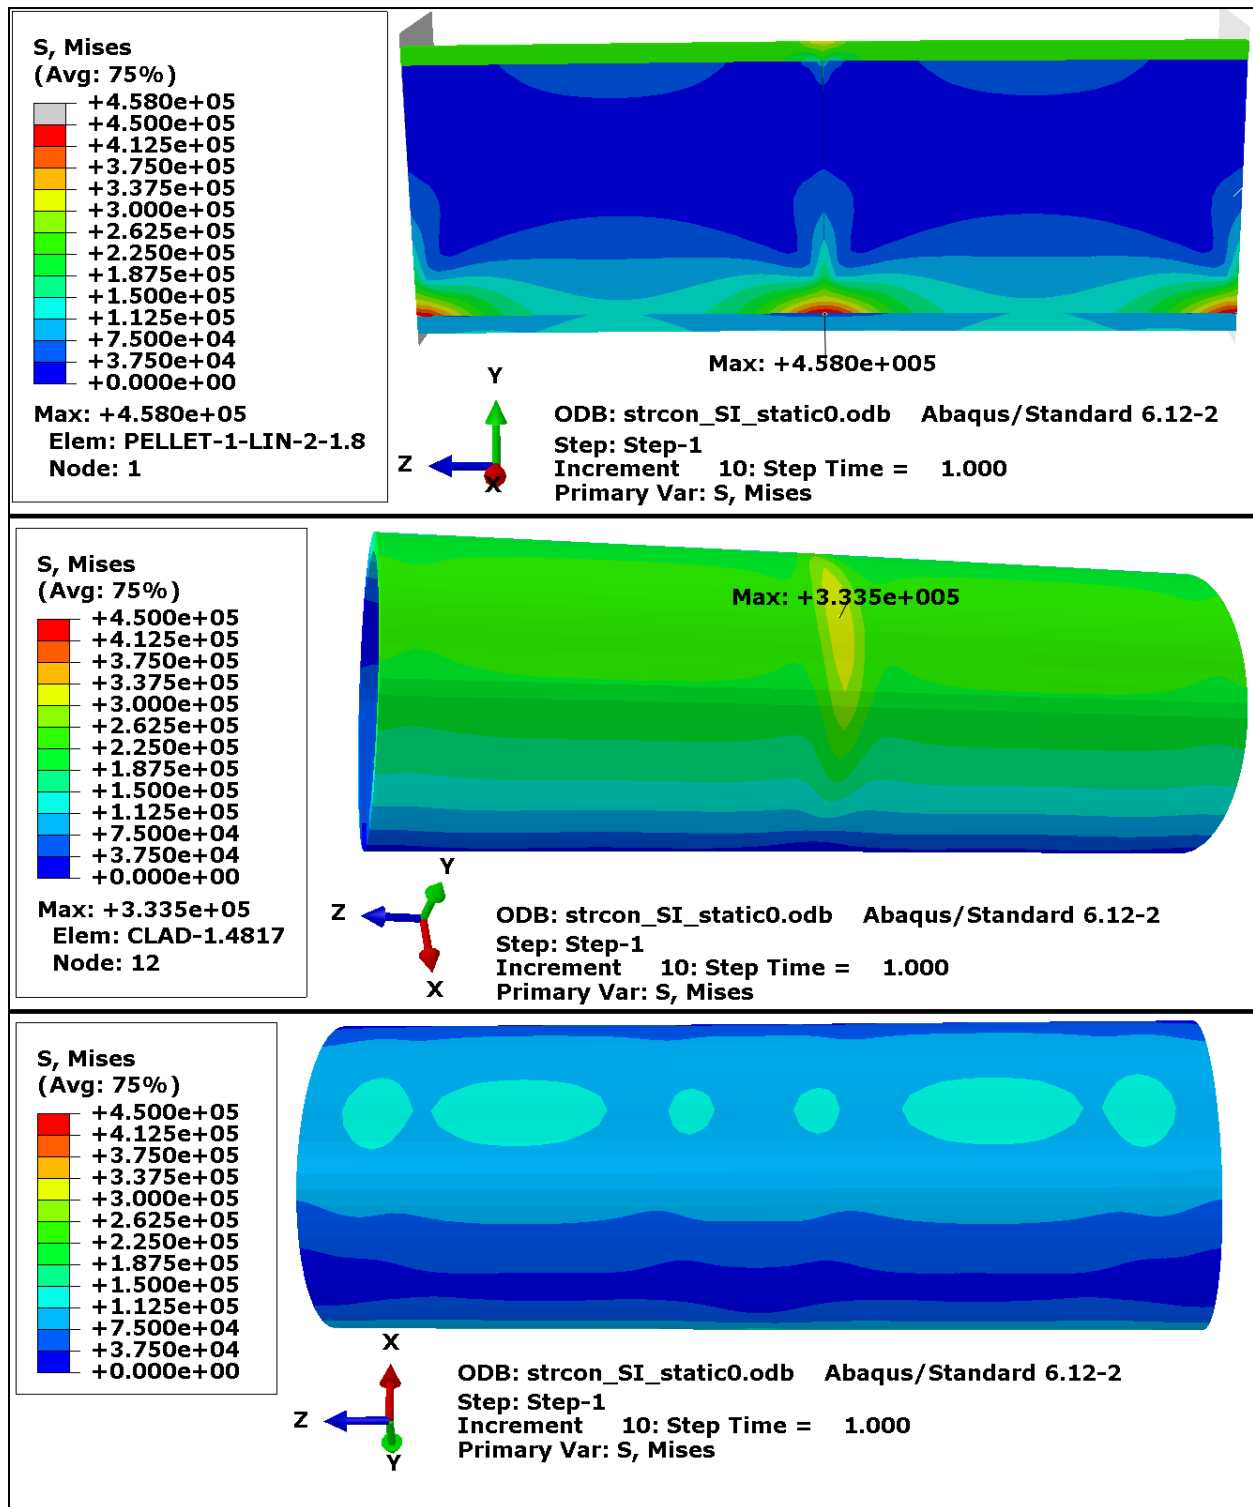 S, Mises
(Avg: 75%)
+4.580e+05
+4.500e+05
+4.125e+05
+3.750e+05
+3.375e+05
+3.000e+05
+2.625e+05
+2.250e+05
+1.875e+05
+1.500e+05
+1.125e+05
+7.500e+04
+3.750e+04
+0.000e+00
Max: +4.580e+05
Elem: PELLET-1-LIN-2-1.8
Node: 1
Max: +4.580e+005
Y
Z
X
ODB: strcon_SI_static0.odb Abaqus/Standard 6.12-2
Step: Step-1
Increment 10: Step Time = 1.000
Primary Var: S, Mises
S, Mises
(Avg: 75%)
+4.500e+05
+4.125e+05
+3.750e+05
+3.375e+05
+3.000e+05
+2.625e+05
+2.250e+05
+1.875e+05
+1.500e+05
+1.125e+05
+7.500e+04
+3.750e+04
+0.000e+00
Max: +3.335e+05
Elem: CLAD-1.4817
Node: 12
Max: +3.335e+005
Y
Z
X
ODB: strcon_SI_static0.odb Abaqus/Standard 6.12-2
Step: Step-1
Increment 10: Step Time = 1.000
Primary Var: S, Mises
S, Mises
(Avg: 75%)
+4.500e+05
+4.125e+05
+3.750e+05
+3.375e+05
+3.000e+05
+2.625e+05
+2.250e+05
+1.875e+05
+1.500e+05
+1.125e+05
+7.500e+04
+3.750e+04
+0.000e+00
X
Z
Y
ODB: strcon_SI_static0.odb Abaqus/Standard 6.12-2
Step: Step-1
Increment 10: Step Time = 1.000
Primary Var: S, Mises